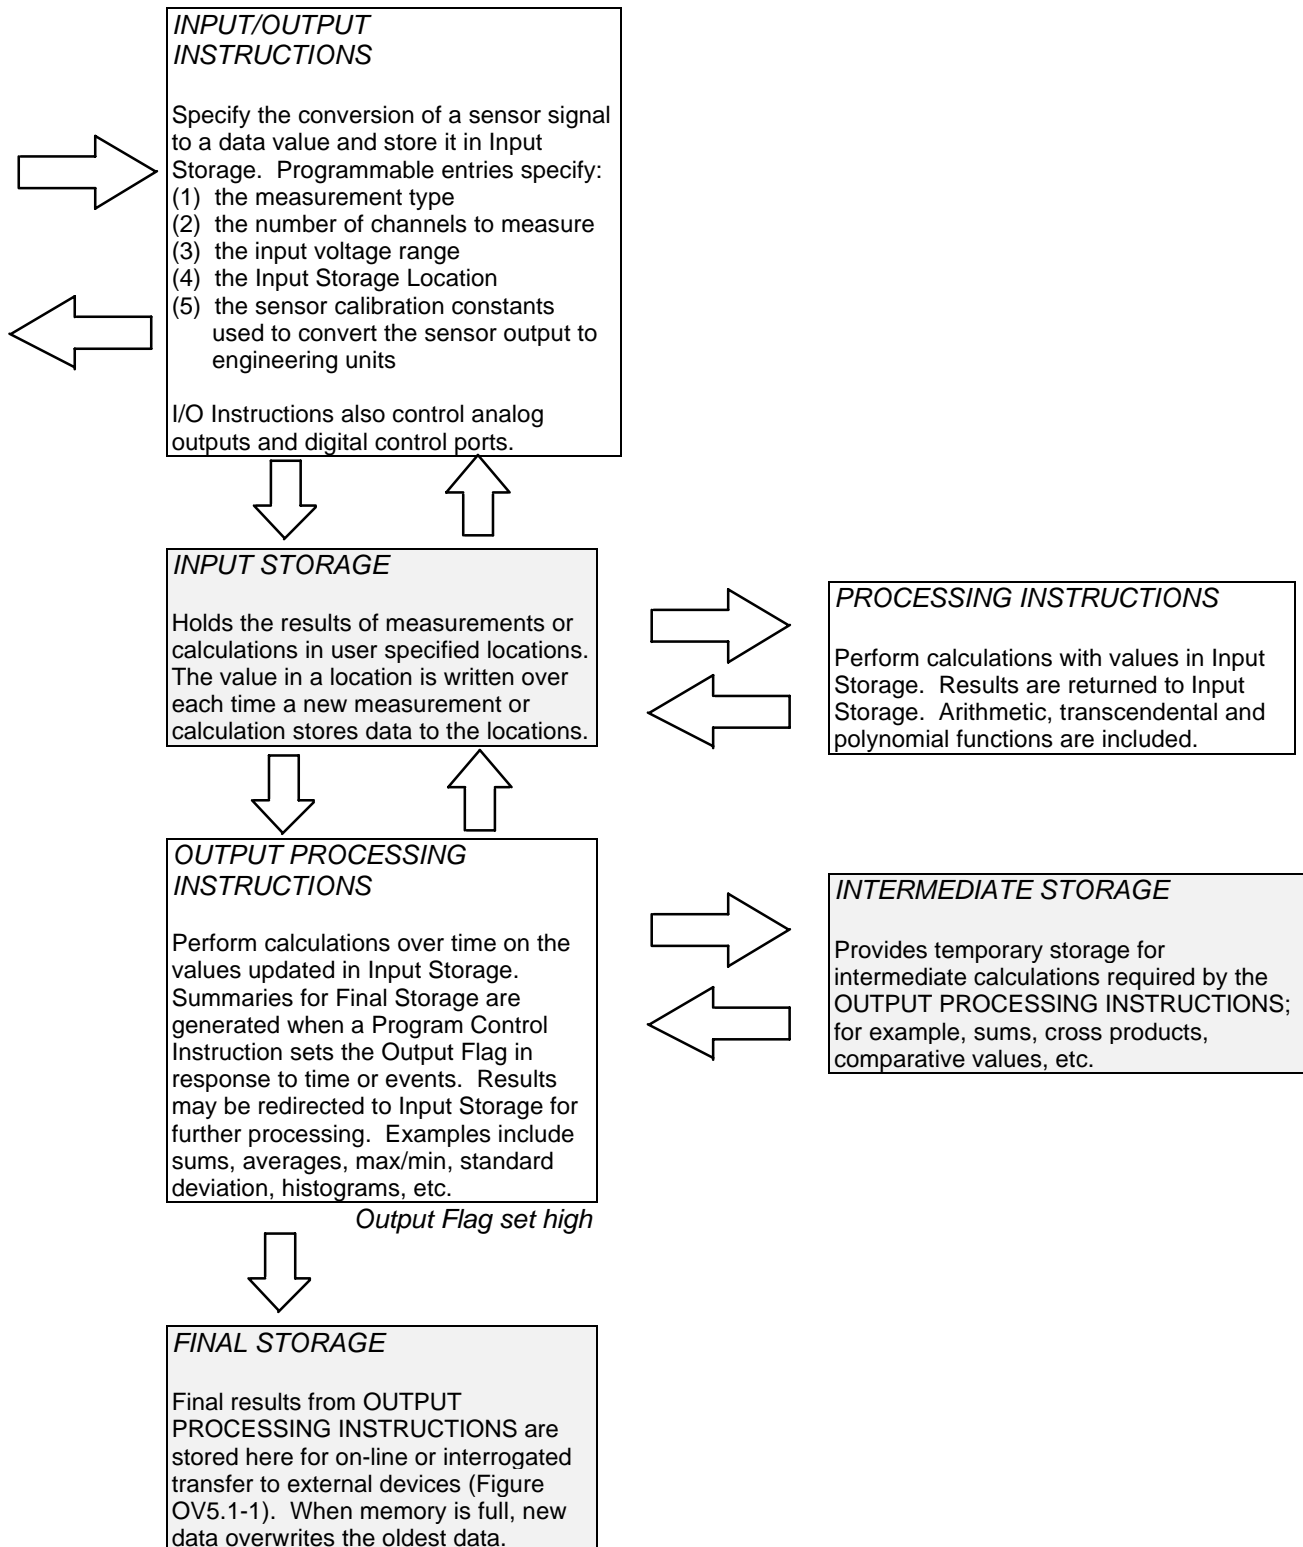 INPUT/OUTPUT
INSTRUCTIONS
Specify the conversion of a sensor signal
to a data value and store it in Input
Storage.  Programmable entries specify:
(1)  the measurement type
(2)  the number of channels to measure
(3)  the input voltage range
(4)  the Input Storage Location
(5)  the sensor calibration constants
used to convert the sensor output to
engineering units
I/O Instructions also control analog
outputs and digital control ports.
INPUT STORAGE
Holds the results of measurements or
calculations in user specified locations.
The value in a location is written over
each time a new measurement or
calculation stores data to the locations.
PROCESSING INSTRUCTIONS
Perform calculations with values in Input
Storage.  Results are returned to Input
Storage.  Arithmetic, transcendental and
polynomial functions are included.
OUTPUT PROCESSING
INSTRUCTIONS
Perform calculations over time on the
values updated in Input Storage.
Summaries for Final Storage are
generated when a Program Control
Instruction sets the Output Flag in
response to time or events.  Results
may be redirected to Input Storage for
further processing.  Examples include
sums, averages, max/min, standard
deviation, histograms, etc.
INTERMEDIATE STORAGE
Provides temporary storage for
intermediate calculations required by the
OUTPUT PROCESSING INSTRUCTIONS;
for example, sums, cross products,
comparative values, etc.
Output Flag set high
FINAL STORAGE
Final results from OUTPUT
PROCESSING INSTRUCTIONS are
stored here for on-line or interrogated
transfer to external devices (Figure
OV5.1-1).  When memory is full, new
data overwrites the oldest data.